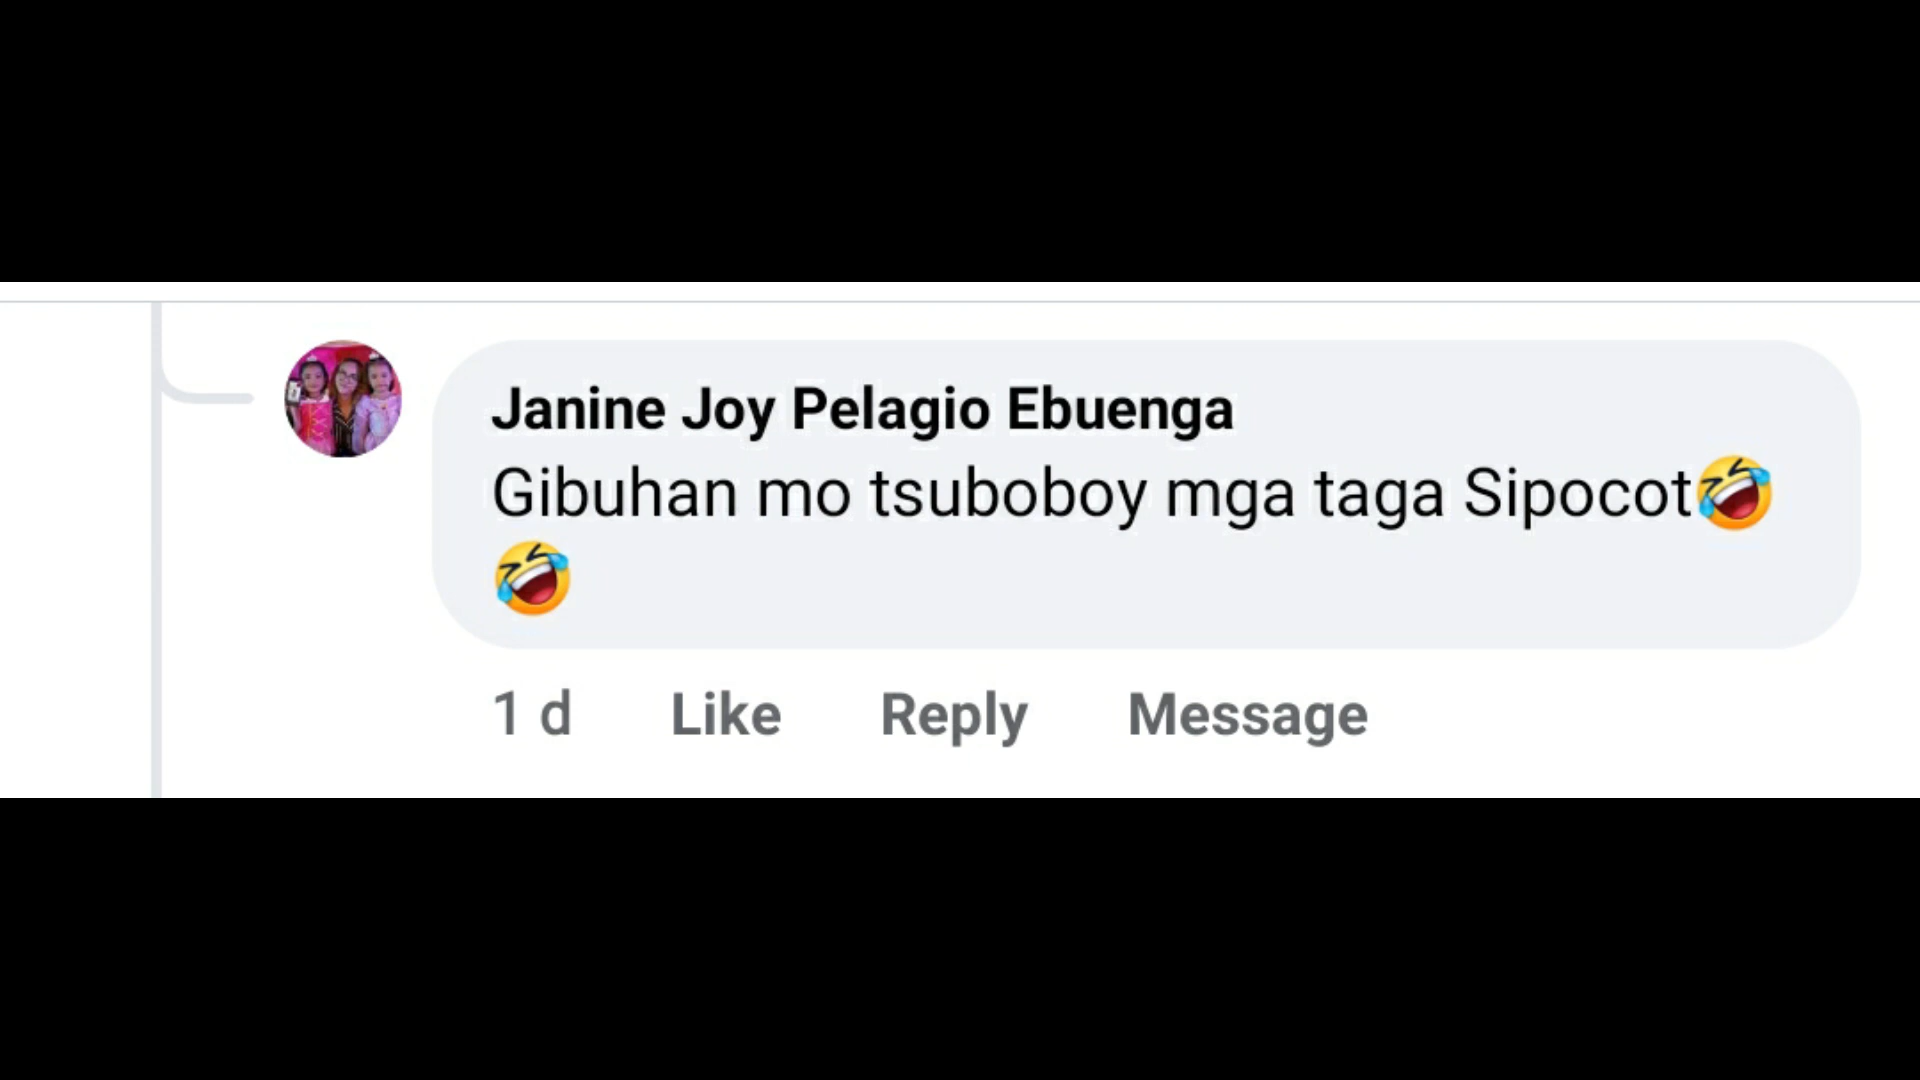 Janine Joy Pelagio Ebuenga
Gibuhan mo tsuboboy mga taga Sipocot🤣
🤣
1 d Like Reply Message